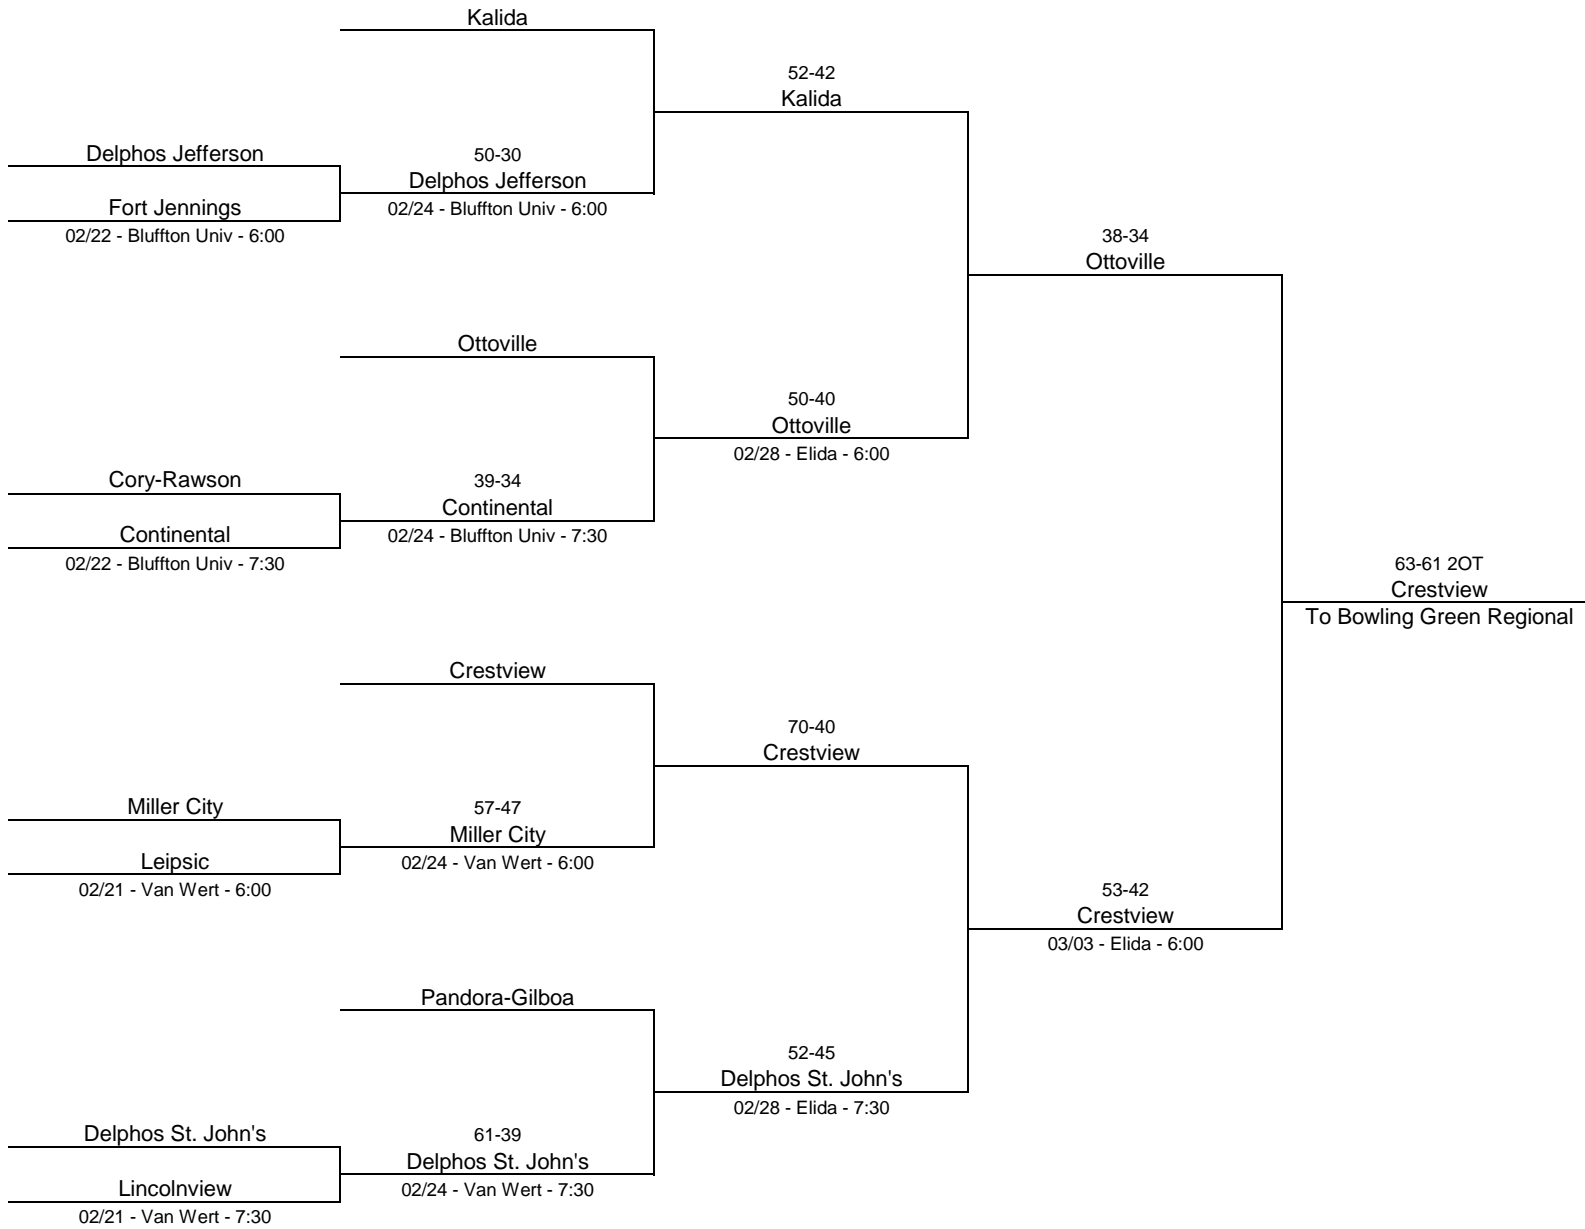 Kalida
52-42
Kalida
Delphos Jefferson
50-30
Delphos Jefferson
Fort Jennings
02/24 - Bluffton Univ - 6:00
02/22 - Bluffton Univ - 6:00
38-34
Ottoville
Ottoville
50-40
Ottoville
02/28 - Elida - 6:00
Cory-Rawson
39-34
Continental
Continental
02/24 - Bluffton Univ - 7:30
02/22 - Bluffton Univ - 7:30
63-61 2OT
Crestview
To Bowling Green Regional
Crestview
70-40
Crestview
Miller City
57-47
Miller City
Leipsic
02/24 - Van Wert - 6:00
02/21 - Van Wert - 6:00
53-42
Crestview
03/03 - Elida - 6:00
Pandora-Gilboa
52-45
Delphos St. John's
02/28 - Elida - 7:30
Delphos St. John's
61-39
Delphos St. John's
Lincolnview
02/24 - Van Wert - 7:30
02/21 - Van Wert - 7:30